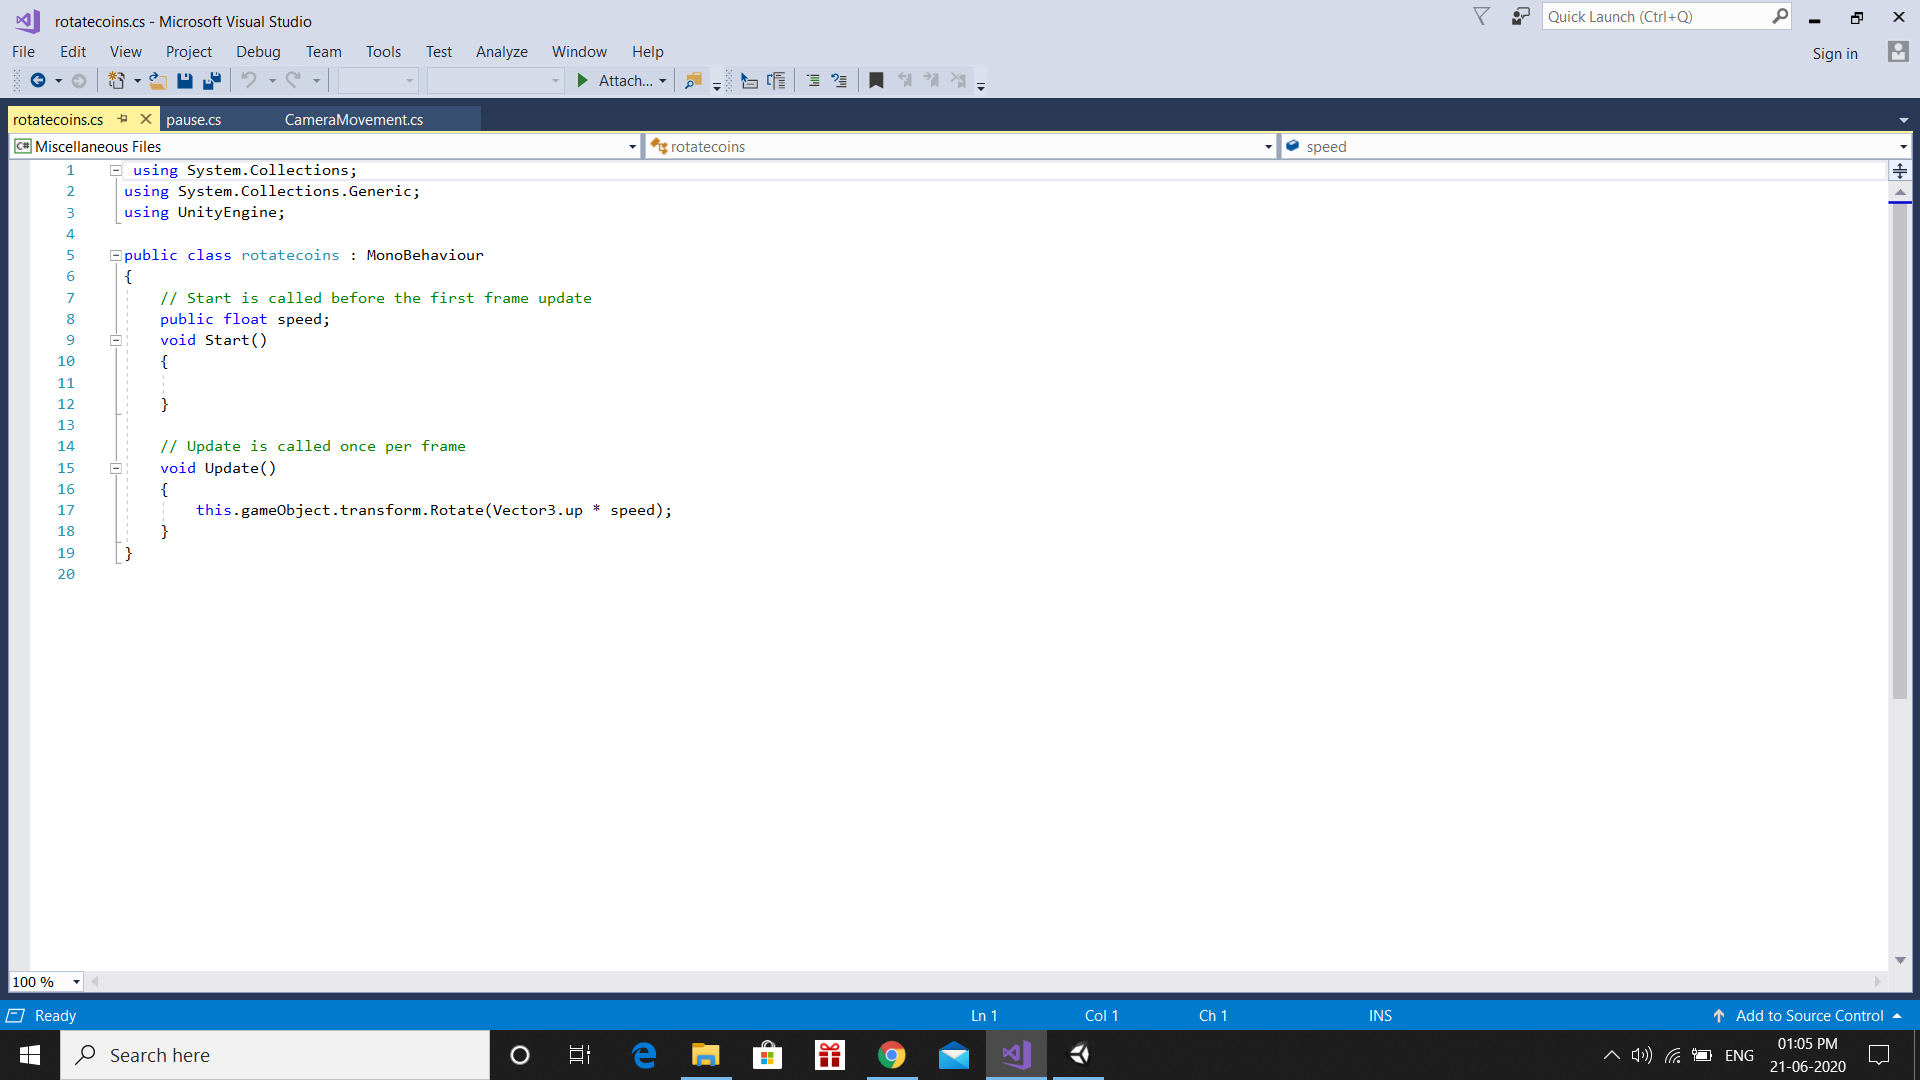 rotatecoins.cs - Microsoft Visual Studio
Quick Launch (Ctrl+Q)
File Edit View Project Debug Team Tools Test Analyze Window Help
Sign in
Attach...
rotatecoins.cs pause.cs CameraMovement.cs
C# Miscellaneous Files rotatecoins speed
1 using System.Collections;
2 using System.Collections.Generic;
3 using UnityEngine;
4
5 public class rotatecoins : MonoBehaviour
6 {
7 // Start is called before the first frame update
8 public float speed;
9 void Start()
10 {
11
12 }
13
14 // Update is called once per frame
15 void Update()
16 {
17 this.gameObject.transform.Rotate(Vector3.up * speed);
18 }
19 }
20
100 %
Ready Ln 1 Col 1 Ch 1 INS Add to Source Control
Search here
ENG
01:05 PM
21-06-2020